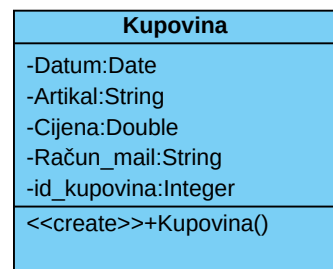 Kupovina
-Datum:Date
-Artikal:String
-Cijena:Double
-Račun_mail:String
-id_kupovina:Integer
<<create>>+Kupovina()